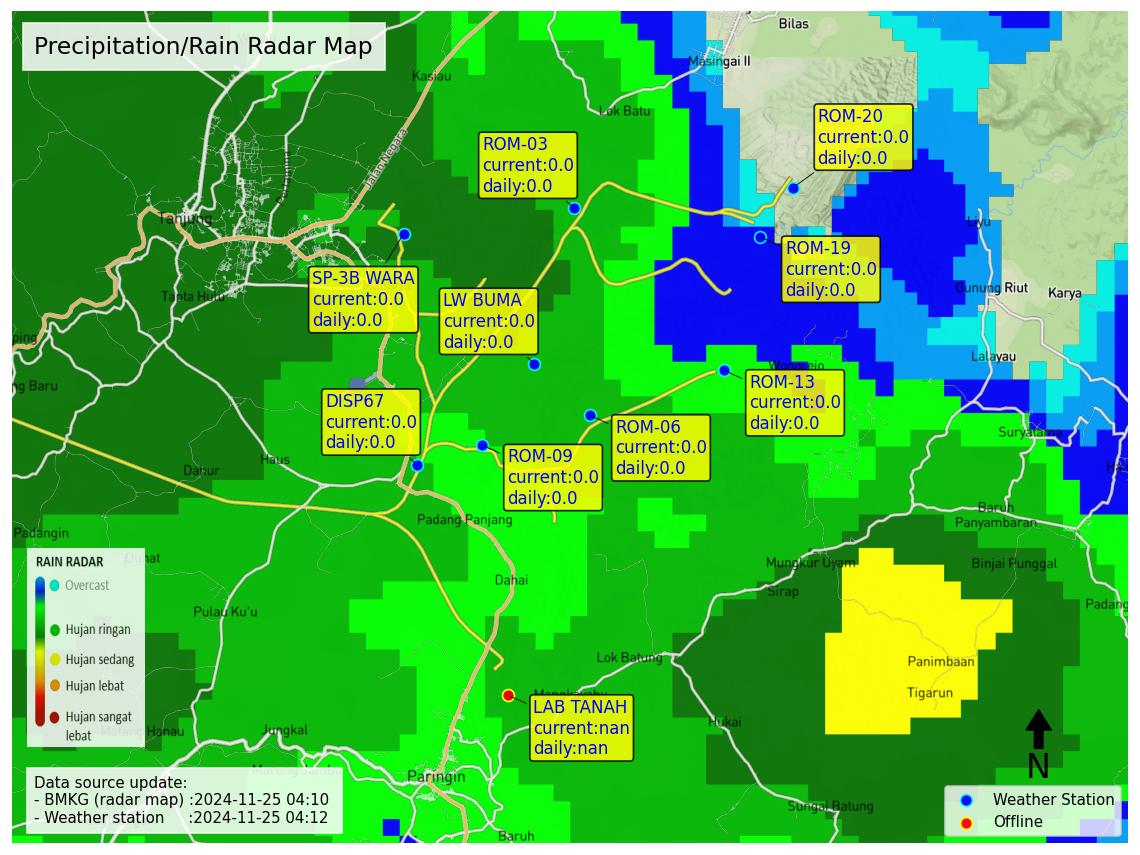 Precipitation/Rain Radar Map
Bilas
Masingai II
Kasiau
Lok Batu
Jalan Negara
ROM-20
current:0.0
daily:0.0
ROM-03
current:0.0
daily:0.0
Tanjung
Liyu
ROM-19
current:0.0
daily:0.0
SP-3B WARA
current:0.0
daily:0.0
Tanta Hulu
LW BUMA
current:0.0
daily:0.0
Gunung Riut
Karya
ping
Lalayau
Wonorejo
ng Baru
ROM-13
current:0.0
daily:0.0
DISP67
current:0.0
daily:0.0
ROM-06
current:0.0
daily:0.0
Suryatama
Haus
Dahur
ROM-09
current:0.0
daily:0.0
Baruh
Panyambaran
Padang Panjang
Padangin
Mungkur Uyam
Binjai Punggal
Dahai
Sirap
Padang
Pulau Ku'u
RAIN RADAR
Overcast
Hujan ringan
Hujan sedang
Hujan lebat
Hujan sangat
lebat
Lok Batung
Panimbaan
Tigarun
LAB TANAH
current:nan
daily:nan
Hukai
Jungkal
N
Paringin
Data source update:
- BMKG (radar map) :2024-11-25 04:10
- Weather station :2024-11-25 04:12
Sungai Batung
Baruh
Weather Station
Offline